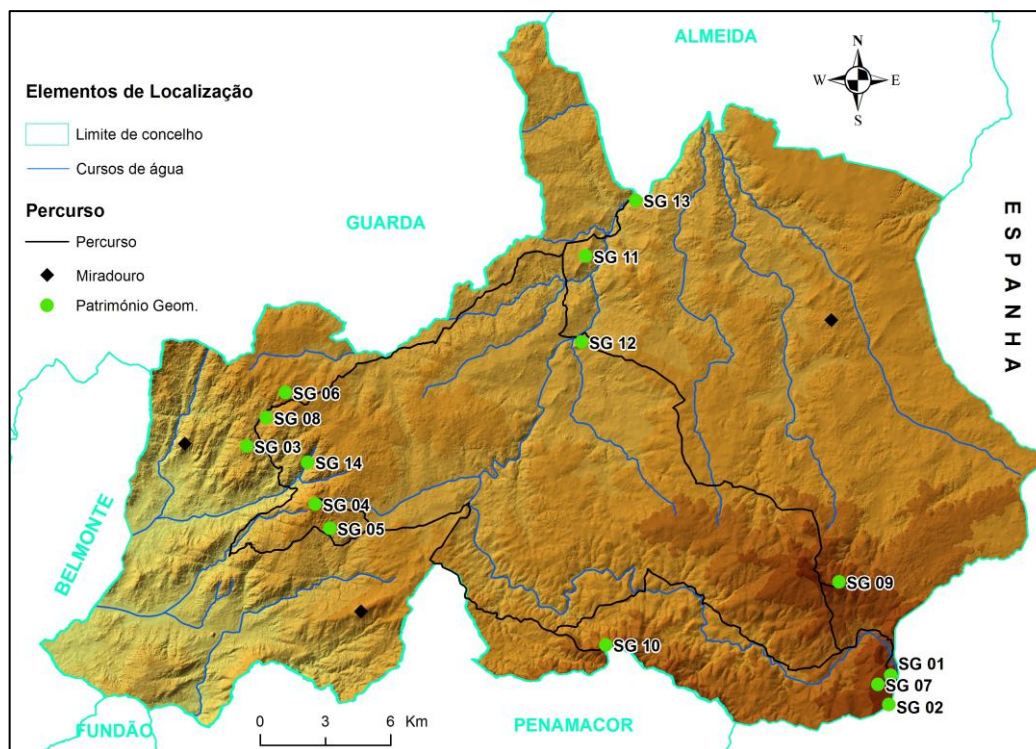 ALMEIDA
N
W E
S
Elementos de Localização
Limite de concelho
Cursos de água
Percurso
Percurso
Miradouro
Património Geom.
GUARDA
ESPANHA
SG 13
SG 11
SG 12
SG 06
SG 08
SG 03
SG 14
SG 04
SG 05
BELMONTE
SG 09
SG 10
SG 01
SG 07
SG 02
FUNDÃO
0 3 6 Km
PENAMACOR